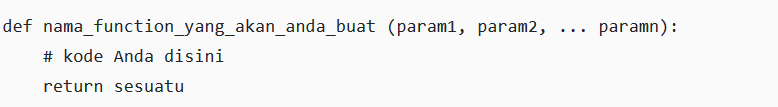 def nama_function_yang_akan_anda_buat (param1, param2, ... paramn):
    # kode Anda disini
    return sesuatu